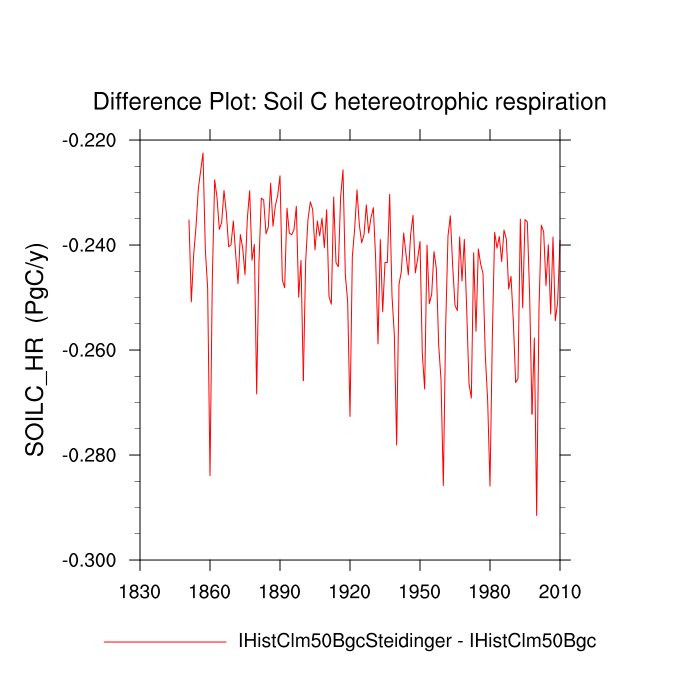 Difference Plot: Soil C hetereotrophic respiration
-0.220
-0.240
-0.260
-0.280
-0.300
SOILC_HR (PgC/y)
1830 1860 1890 1920 1950 1980 2010
IHistClm50BgcSteidinger - IHistClm50Bgc